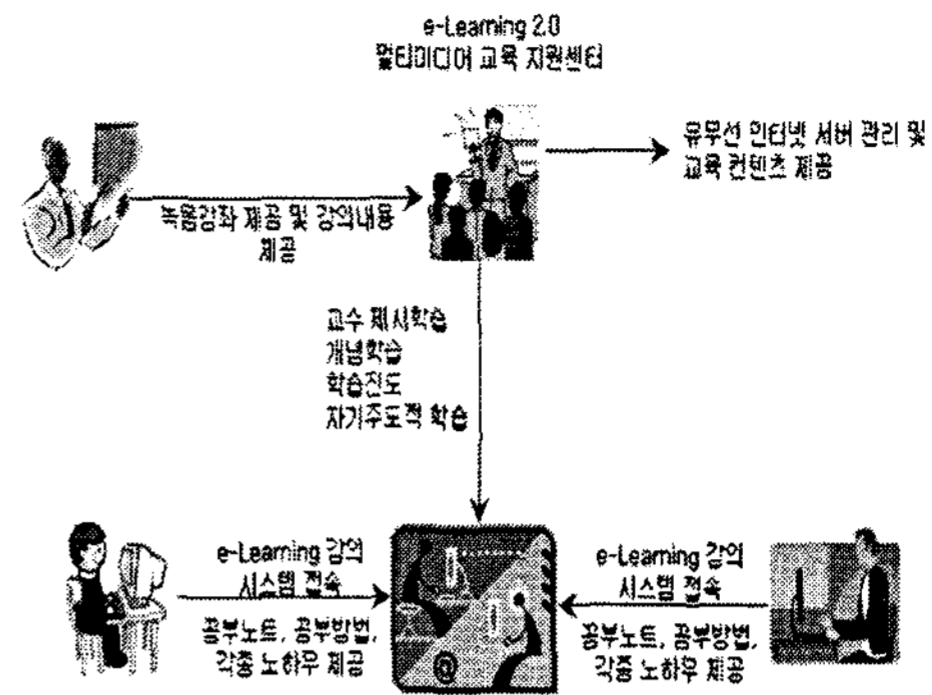 e-Learning 2.0
멀티미디어 교육 지원센터
유무선 인터넷 서버 관리 및
교육 컨텐츠 제공
녹음강좌 제공 및 강의내용
제공
교수 제시학습
개념학습
학습진도
자기주도적 학습
e-Learning 강의
시스템 접속
공부노트, 공부방법,
각종 노하우 제공
@
e-Learning 강의
시스템 접속
공부노트, 공부방법,
각종 노하우 제공